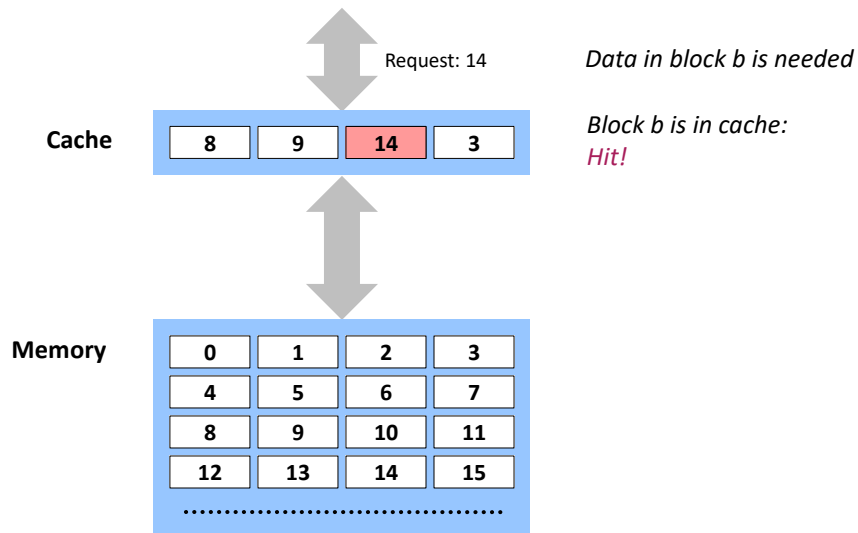 Request: 14
Data in block b is needed
Cache
8 9 14 3
Block b is in cache:
Hit!
Memory
0 1 2 3
4 5 6 7
8 9 10 11
12 13 14 15